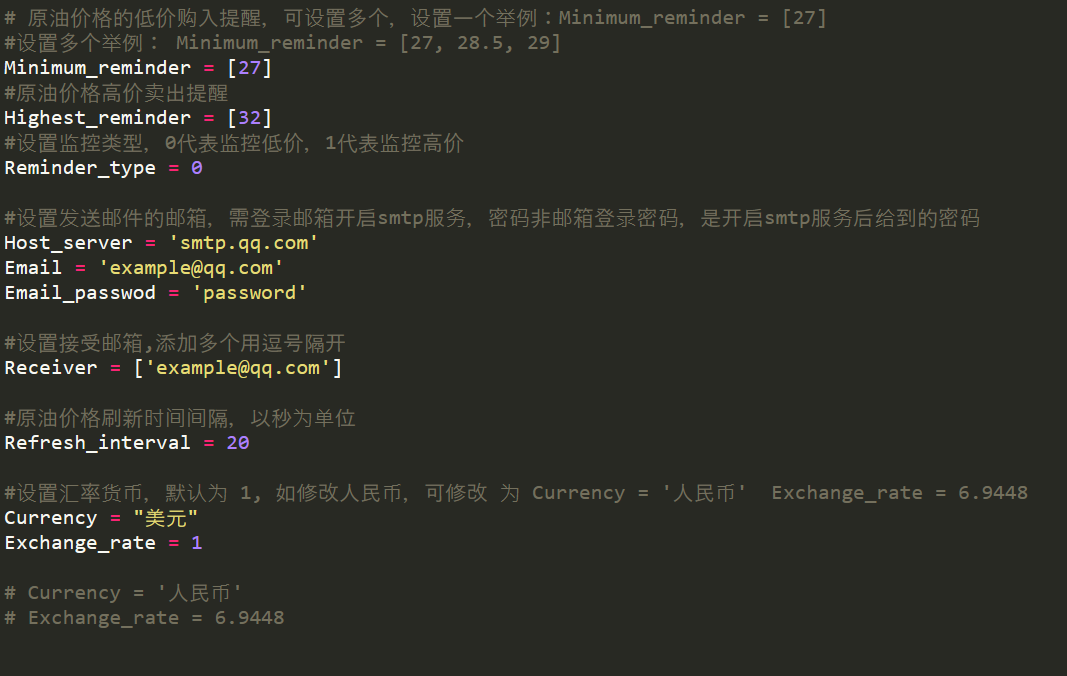 # 原油价格的低价购入提醒, 可设置多个, 设置一个举例：Minimum_reminder = [27]
#设置多个举例： Minimum_reminder = [27, 28.5, 29]
Minimum_reminder = [27]
#原油价格高价卖出提醒
Highest_reminder = [32]
#设置监控类型, 0代表监控低价, 1代表监控高价
Reminder_type = 0
#设置发送邮件的邮箱, 需登录邮箱开启smtp服务, 密码非邮箱登录密码, 是开启smtp服务后给到的密码
Host_server = 'smtp.qq.com'
Email = 'example@qq.com'
Email_passwod = 'password'
#设置接受邮箱,添加多个用逗号隔开
Receiver = ['example@qq.com']
#原油价格刷新时间间隔, 以秒为单位
Refresh_interval = 20
#设置汇率货币, 默认为 1, 如修改人民币, 可修改 为 Currency = '人民币'  Exchange_rate = 6.9448
Currency = "美元"
Exchange_rate = 1
# Currency = '人民币'
# Exchange_rate = 6.9448